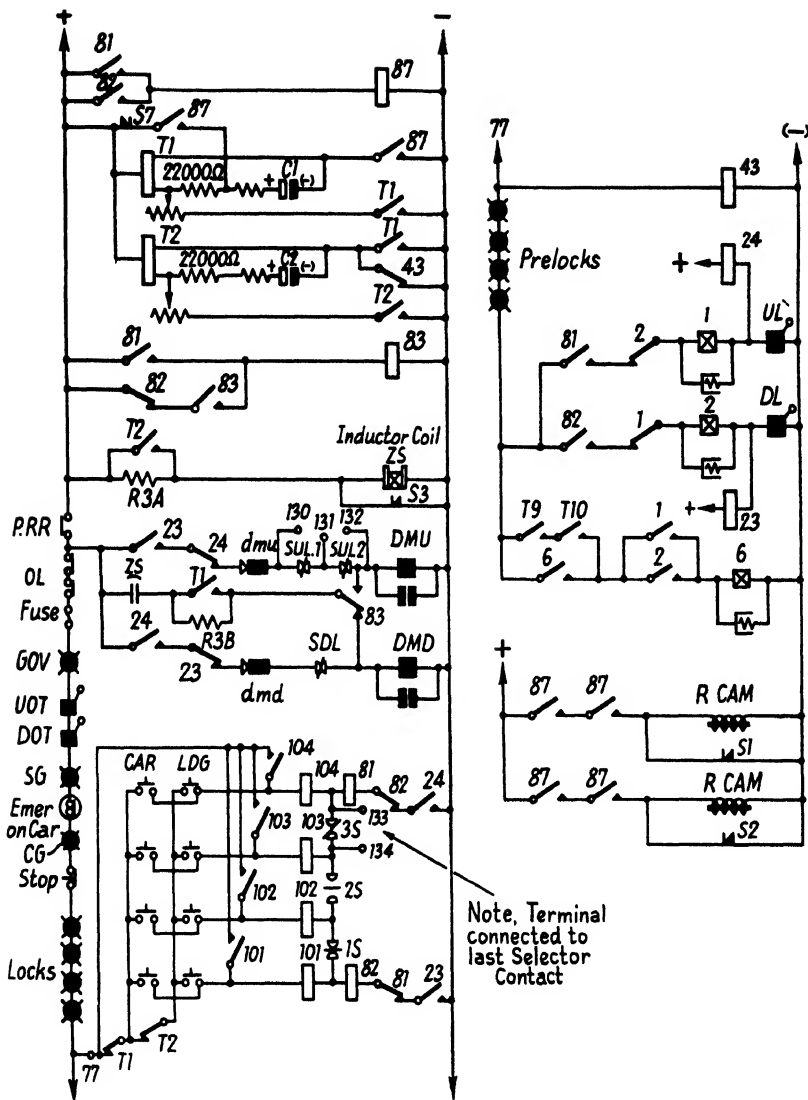 +
−
81
82
87
S7
87
T1
22000Ω
+ C1 (-)
87
T1
T2
22000Ω
+ C2 (-)
T1
43
T2
81
83
82
83
T2
R3A
Inductor Coil
ZS
S3
P.RR
23
24
dmu
130
131
132
SUL.1
SUL2
DMU
OL
ZS
T1
Fuse
R3B
83
24
23
dmd
SDL
DMD
GOV
UOT
DOT
SG
Emer
on Car
CG
Stop
Locks
CAR
LDG
104
104
81
82
24
103
103
3S
133
134
102
102
2S
101
101
1S
82
81
23
77
T1
T2
Note, Terminal
connected to
last Selector
Contact
77
(-)
43
24
+
Prelocks
81
2
1
UL
82
1
2
DL
+
23
T9
T10
1
6
2
6
+
87
87
R CAM
S1
87
87
R CAM
S2